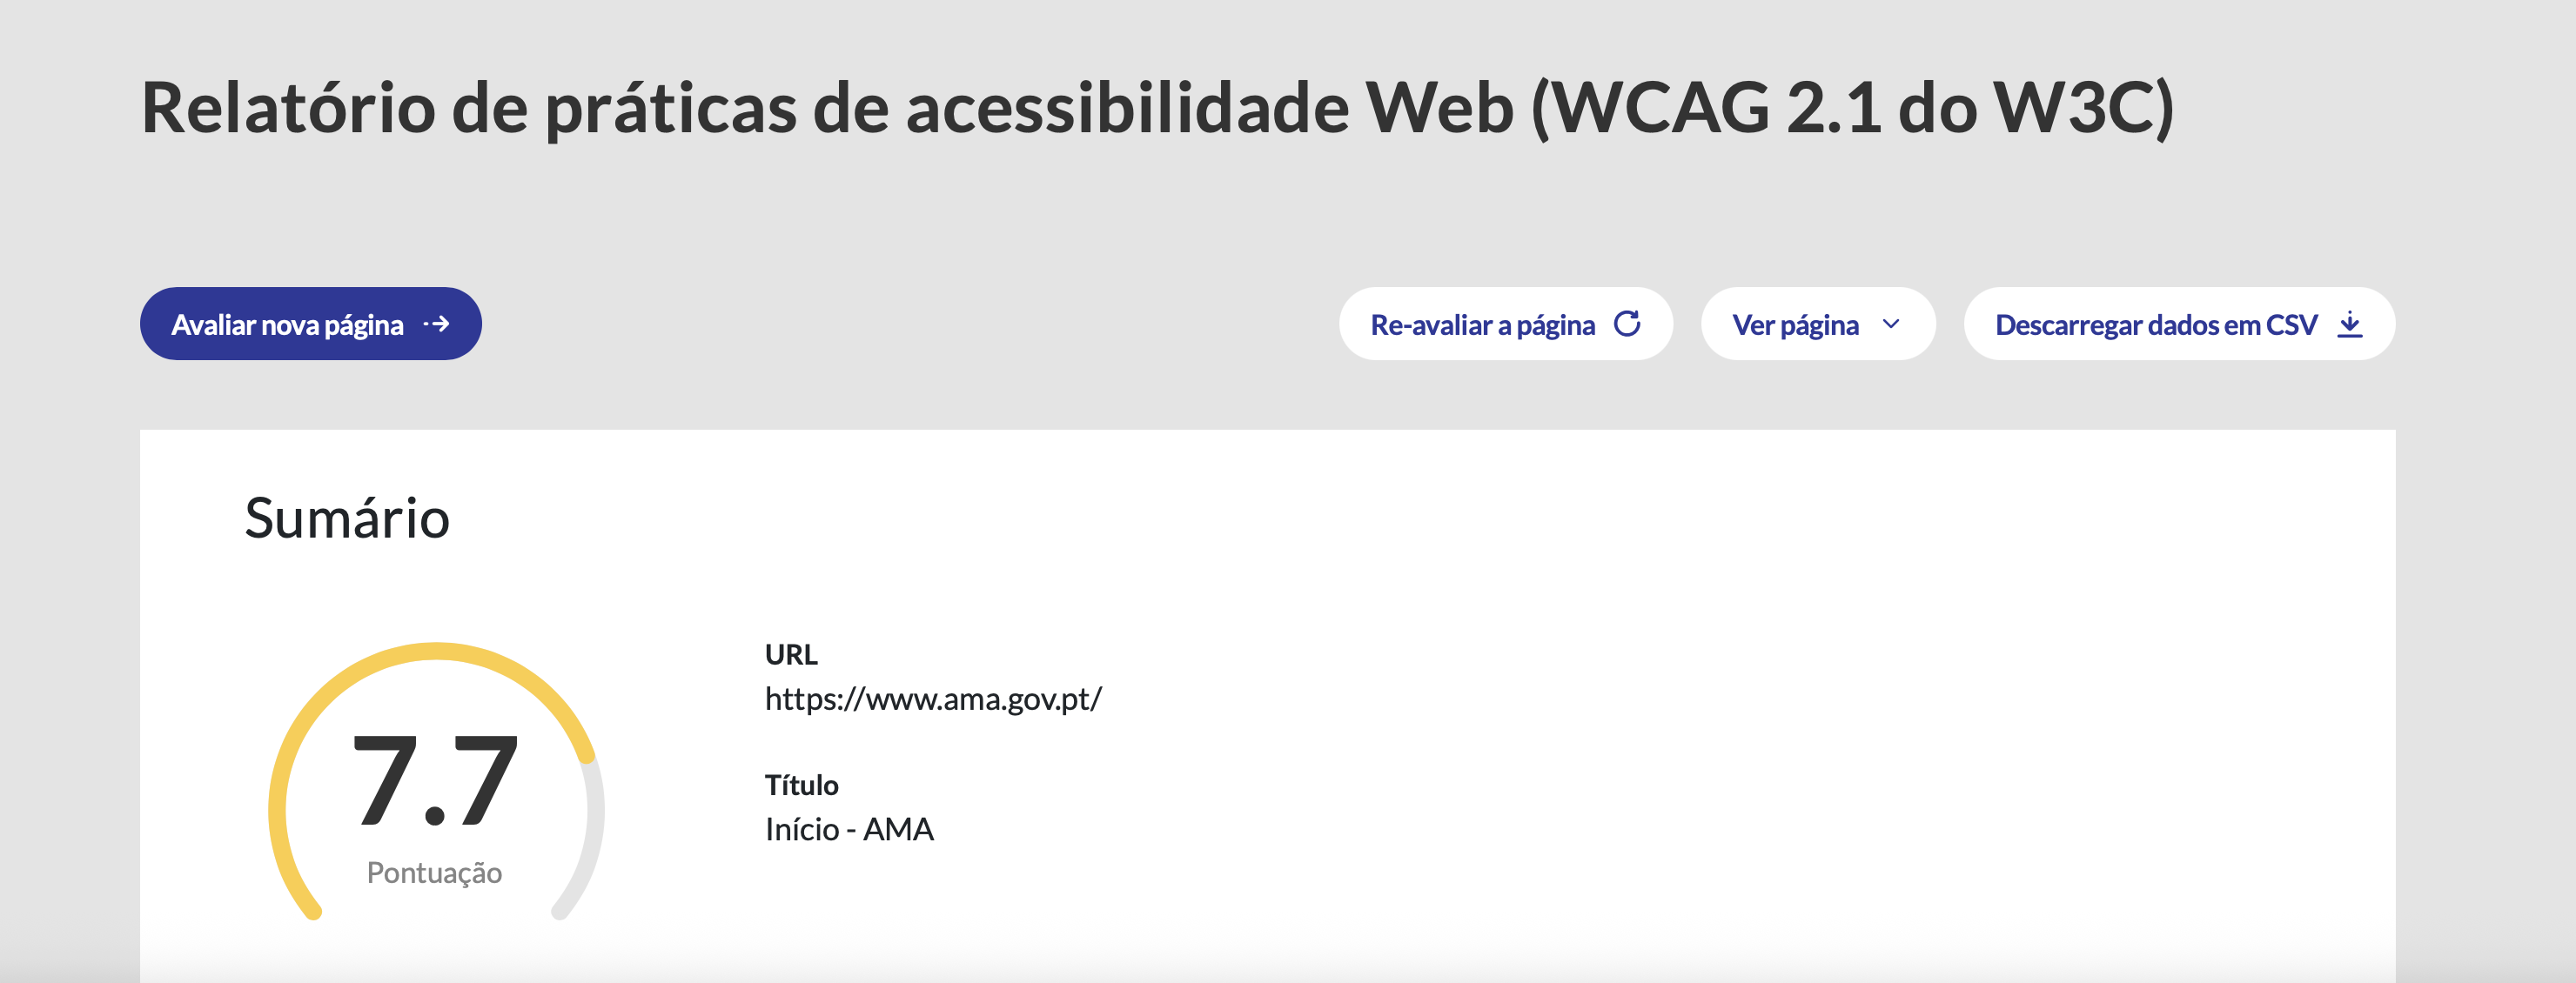 Relatório de práticas de acessibilidade Web (WCAG 2.1 do W3C)
Avaliar nova página
Re-avaliar a página
Ver página
Descarregar dados em CSV
Sumário
7.7
Pontuação
URL
https://www.ama.gov.pt/
Título
Início - AMA